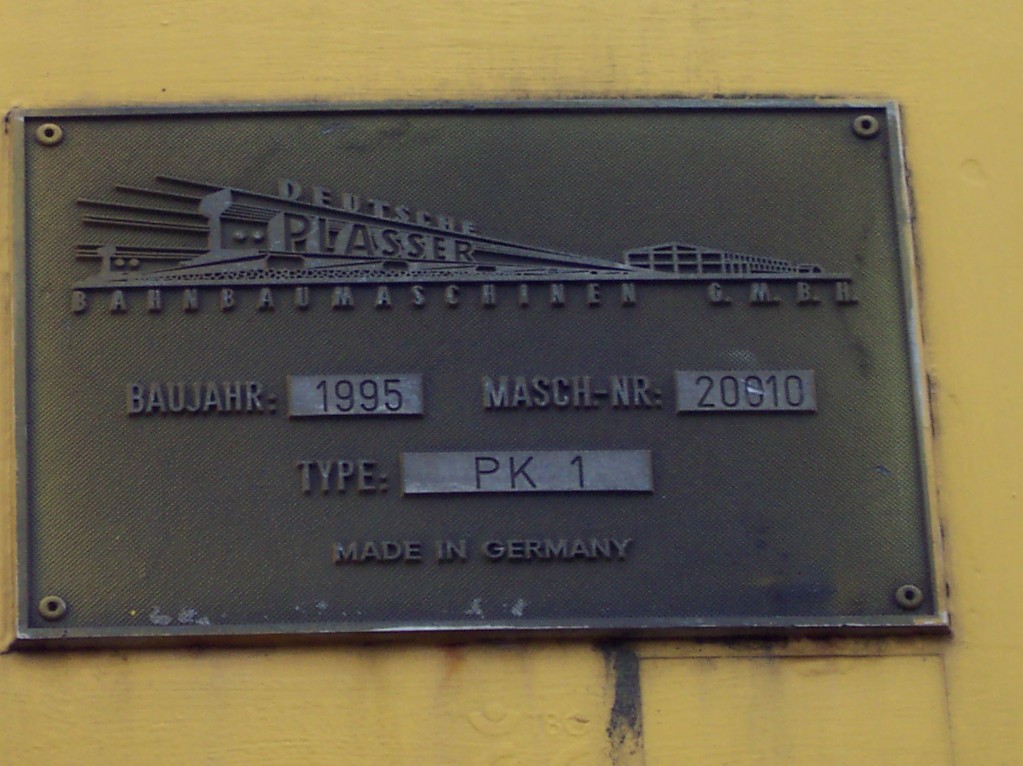 DEUTSCHE
PLASSER
BAHNBAUMASCHINEN G.M.B.H.
BAUJAHR: 1995 MASCH.-NR: 20010
TYPE: PK 1
MADE IN GERMANY